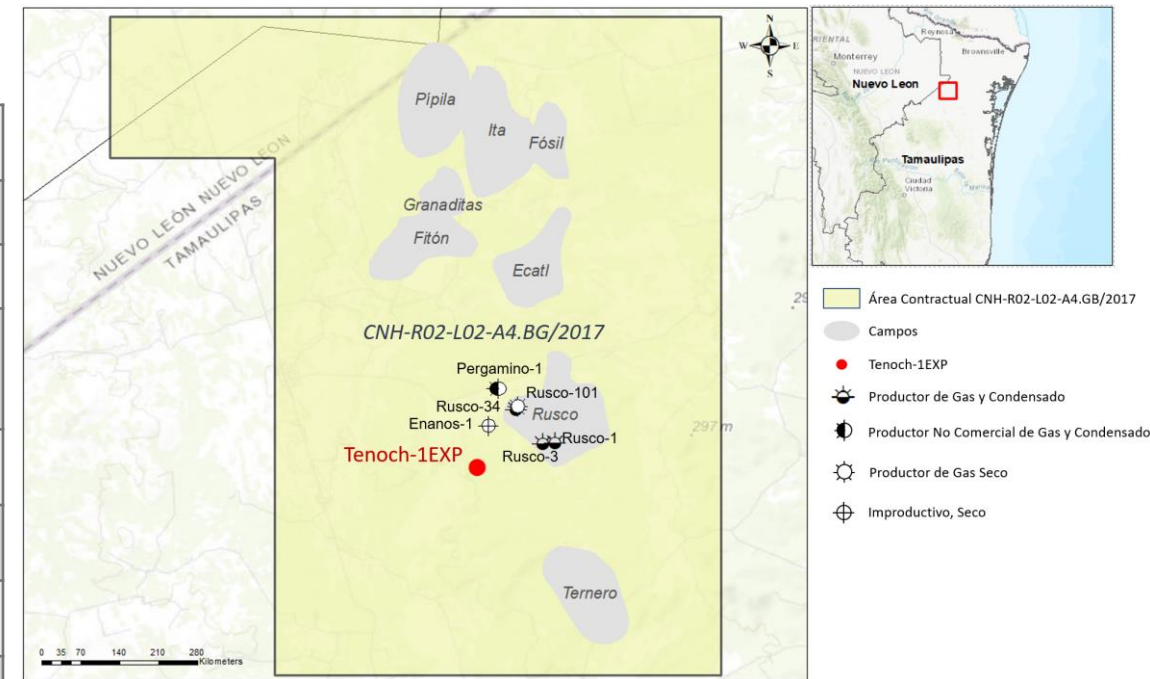 N
W E
S
Pípila
Ita
Fósil
Granaditas
Fitón
Ecatl
NUEVO LEÓN NUEVO LEON
TAMAULIPAS
CNH-R02-L02-A4.BG/2017
Pergamino-1
Rusco-101
Rusco-34
Rusco
Enanos-1
Rusco-1
Rusco-3
Tenoch-1EXP
297 m
29
Ternero
0 35 70 140 210 280
Kilometers
Reynosa
RIENTAL
Monterrey
Brownsville
NUEVO LEON
Nuevo Leon
Tamaulipas
Ciudad
Victoria
Área Contractual CNH-R02-L02-A4.GB/2017
Campos
Tenoch-1EXP
Productor de Gas y Condensado
Productor No Comercial de Gas y Condensado
Productor de Gas Seco
Improductivo, Seco